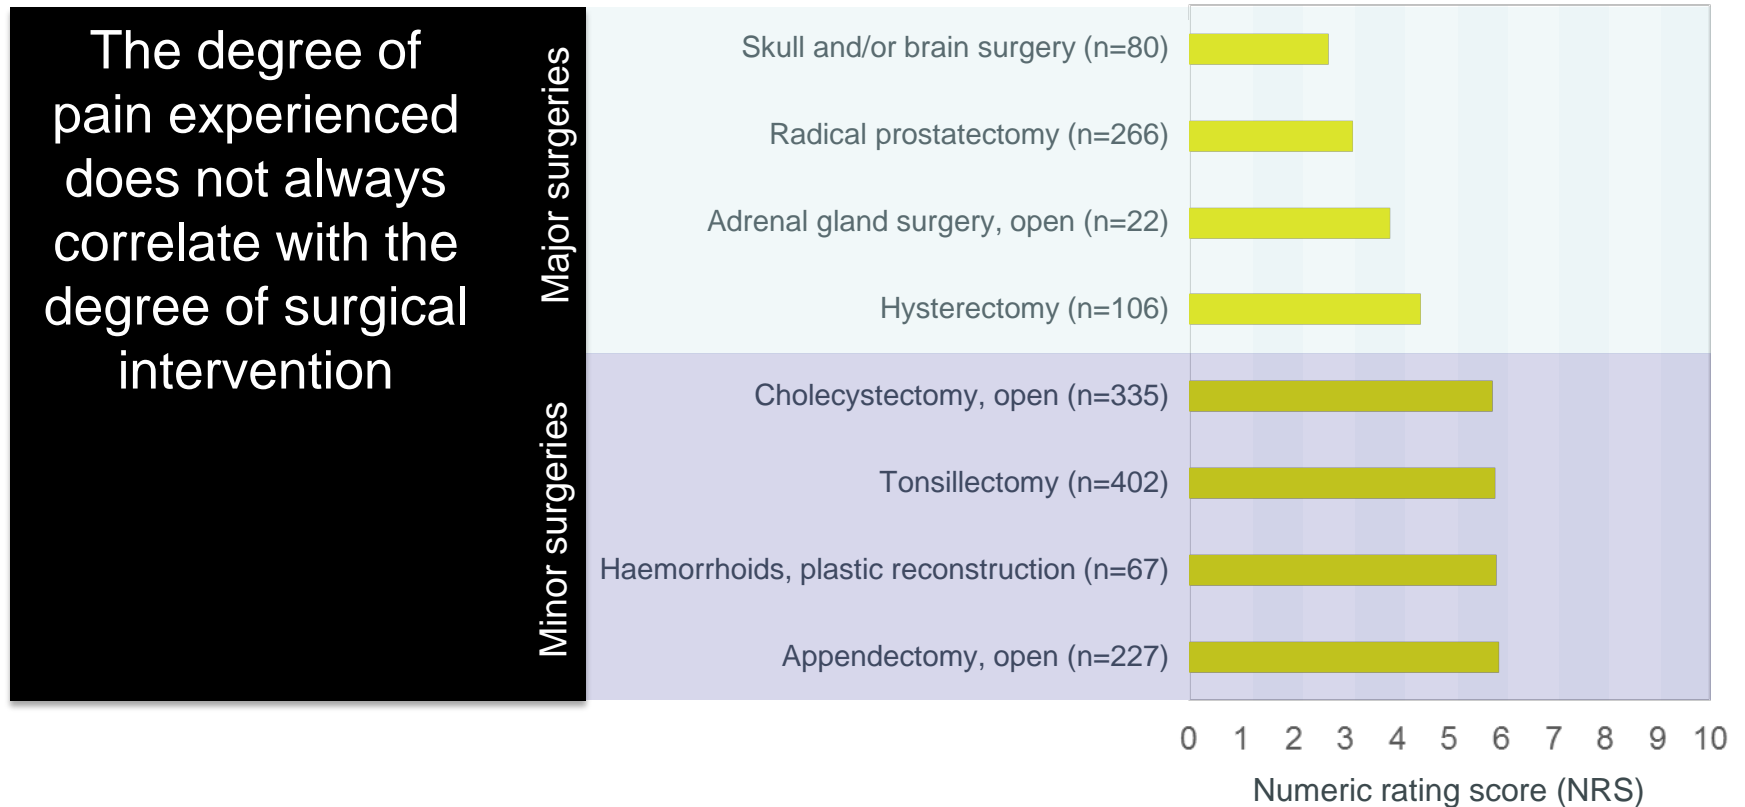 The degree of
pain experienced
does not always
correlate with the
degree of surgical
intervention
Major surgeries
Skull and/or brain surgery (n=80)
Radical prostatectomy (n=266)
Adrenal gland surgery, open (n=22)
Hysterectomy (n=106)
Minor surgeries
Cholecystectomy, open (n=335)
Tonsillectomy (n=402)
Haemorrhoids, plastic reconstruction (n=67)
Appendectomy, open (n=227)
0 1 2 3 4 5 6 7 8 9 10
Numeric rating score (NRS)